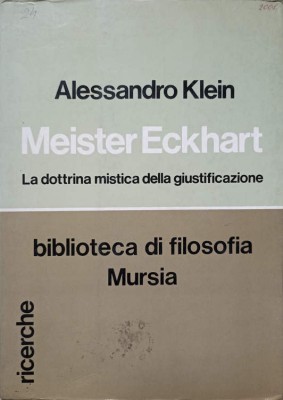 Alessandro Klein
Meister Eckhart
La dottrina mistica della giustificazione
biblioteca di filosofia
Mursia
ricerche